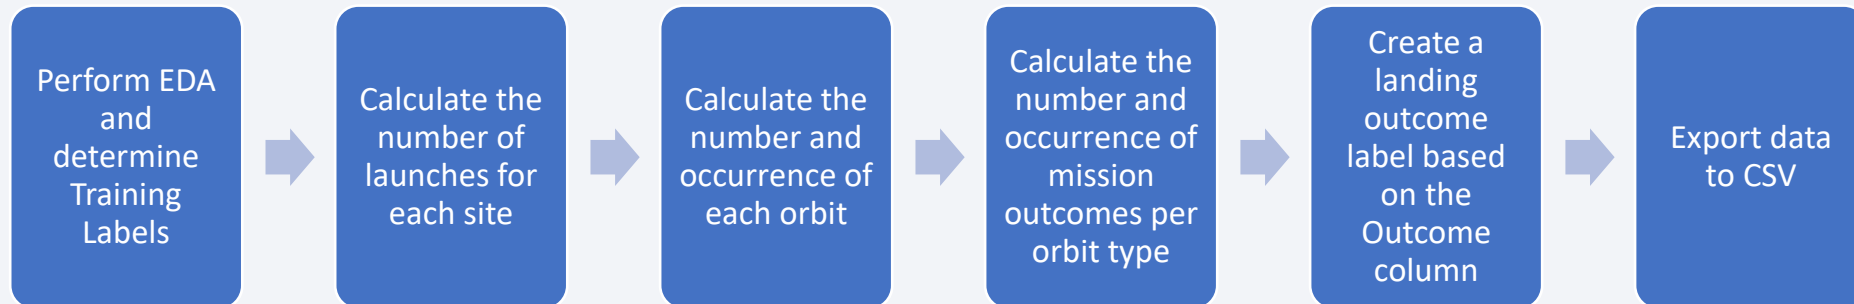 Perform EDA
and
determine
Training
Labels
Calculate the
number of
launches for
each site
Calculate the
number and
occurrence of
each orbit
Calculate the
number and
occurrence of
mission
outcomes per
orbit type
Create a
landing
outcome
label based
on the
Outcome
column
Export data
to CSV